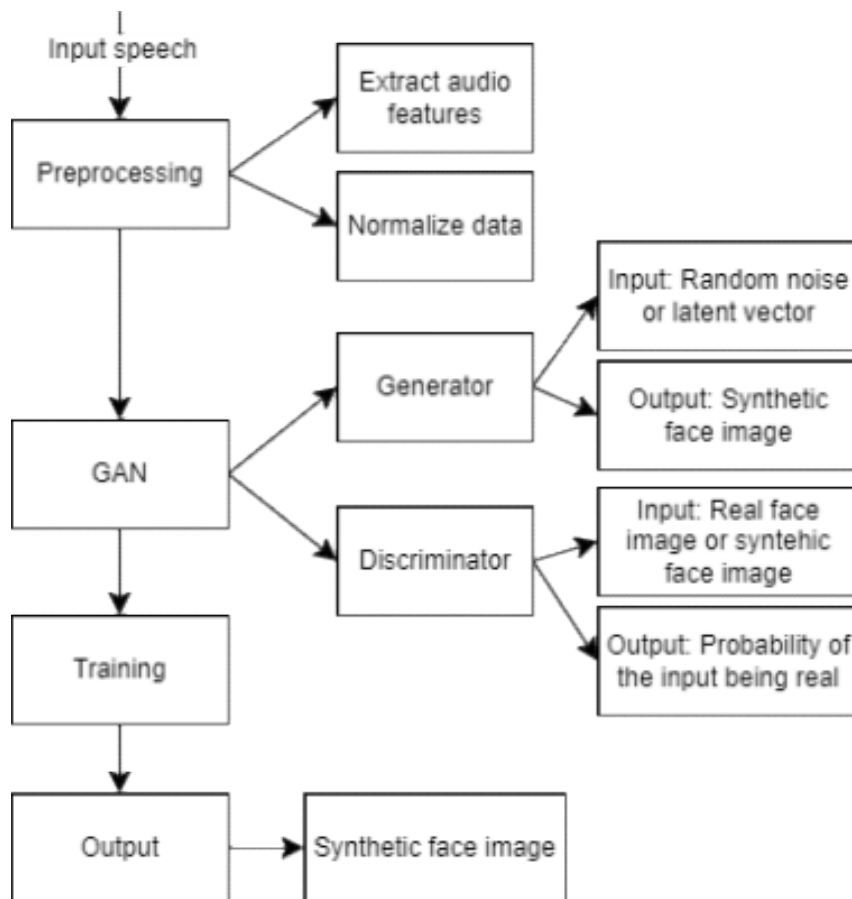 Input speech
Extract audio
features
Preprocessing
Normalize data
Input: Random noise
or latent vector
Generator
Output: Synthetic
face image
GAN
Input: Real face
image or syntehic
face image
Discriminator
Output: Probability of
the input being real
Training
Output
Synthetic face image